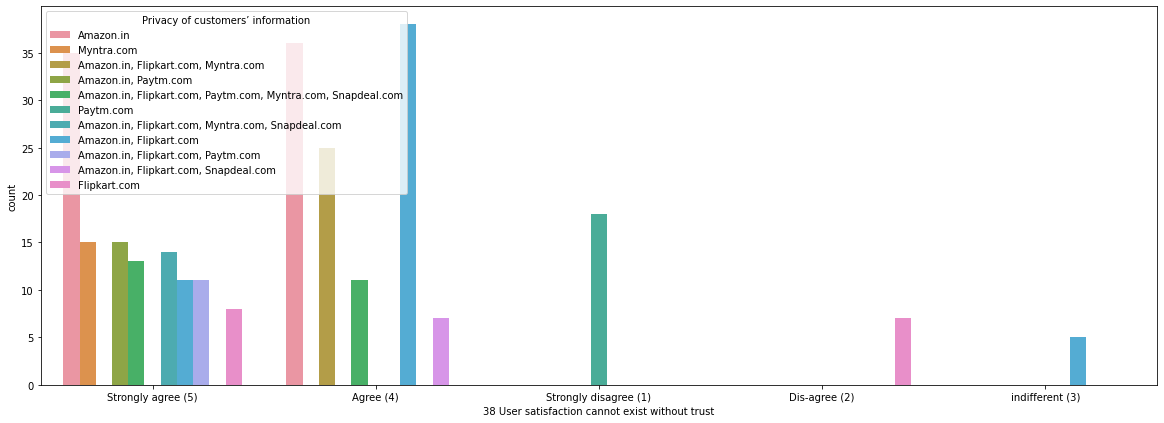 Privacy of customers’ information
Amazon.in
Myntra.com
Amazon.in, Flipkart.com, Myntra.com
Amazon.in, Paytm.com
Amazon.in, Flipkart.com, Paytm.com, Myntra.com, Snapdeal.com
Paytm.com
Amazon.in, Flipkart.com, Myntra.com, Snapdeal.com
Amazon.in, Flipkart.com
Amazon.in, Flipkart.com, Paytm.com
Amazon.in, Flipkart.com, Snapdeal.com
Flipkart.com
35
30
25
20
15
10
5
0
count
Strongly agree (5) Agree (4) Strongly disagree (1) Dis-agree (2) indifferent (3)
38 User satisfaction cannot exist without trust